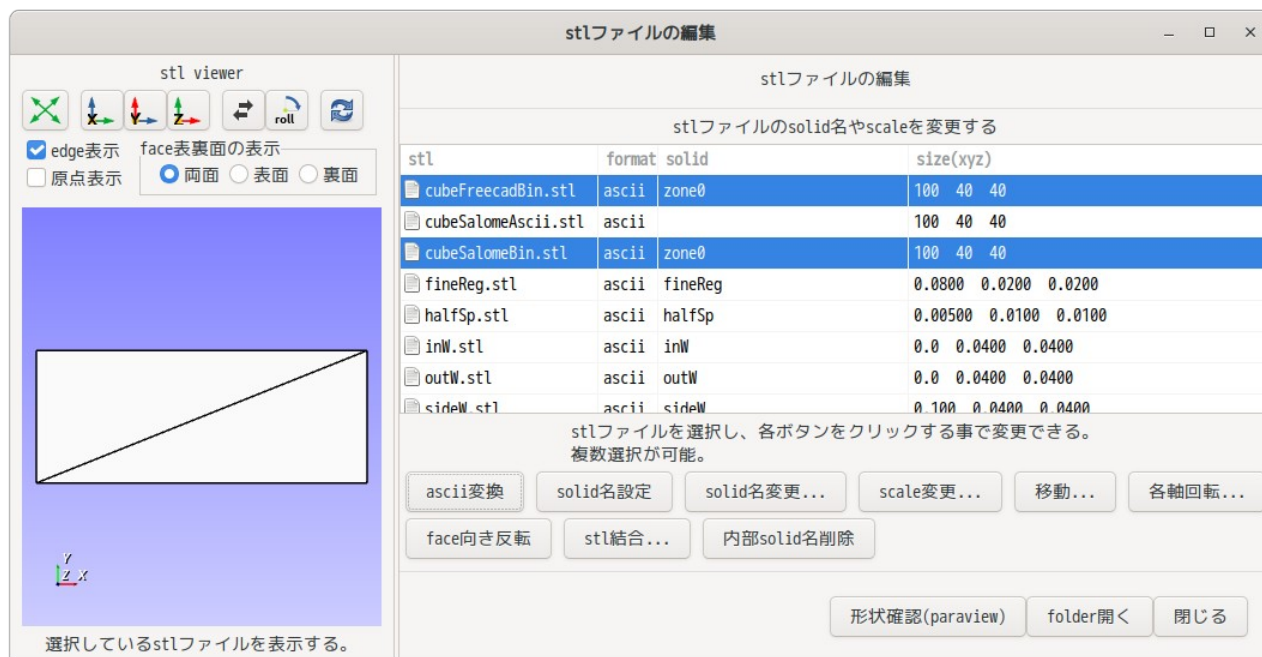 stlファイルの編集
stl viewer
X Y Z roll
edge表示
原点表示
face表裏面の表示
両面 表面 裏面
Y
Z X
選択しているstlファイルを表示する。
stlファイルの編集
stlファイルのsolid名やscaleを変更する
stl format solid size(xyz)
cubeFreecadBin.stl ascii zone0 100 40 40
cubeSalomeAscii.stl ascii 100 40 40
cubeSalomeBin.stl ascii zone0 100 40 40
fineReg.stl ascii fineReg 0.0800 0.0200 0.0200
halfSp.stl ascii halfSp 0.00500 0.0100 0.0100
inW.stl ascii inW 0.0 0.0400 0.0400
outW.stl ascii outW 0.0 0.0400 0.0400
sideW.stl ascii sideW 0.100 0.0400 0.0400
stlファイルを選択し、各ボタンをクリックする事で変更できる。
複数選択が可能。
ascii変換 solid名設定 solid名変更... scale変更... 移動... 各軸回転...
face向き反転 stl結合... 内部solid名削除
形状確認(paraview) folder開く 閉じる